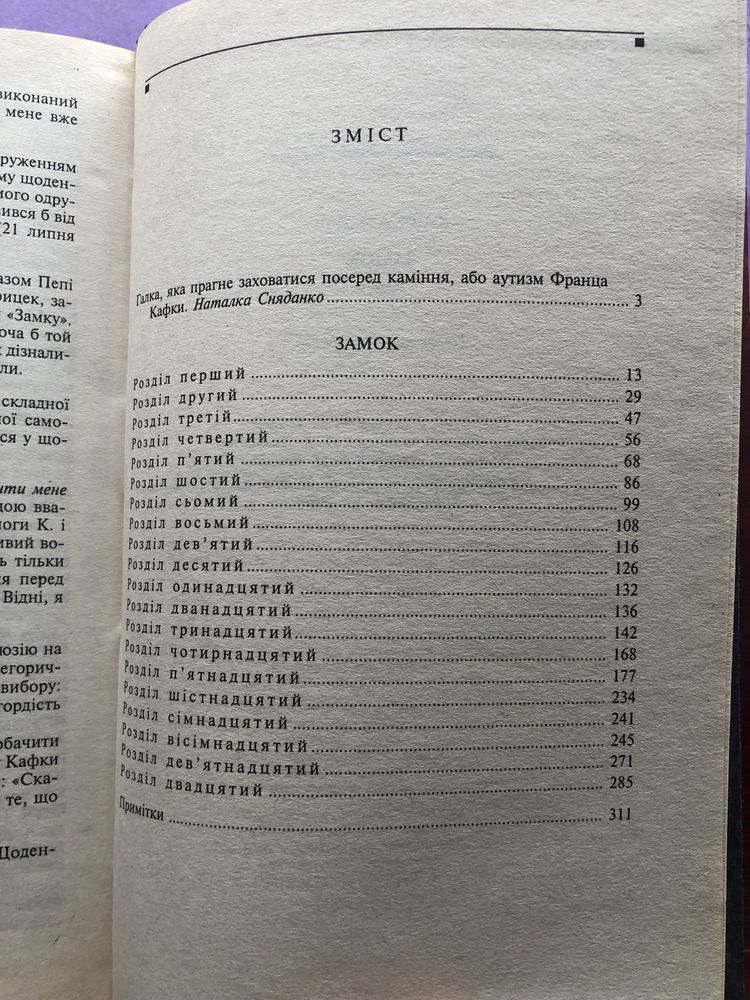 виконаний
мене вже
руженням
му щоден-
мого одру-
вився б від
(21 липня
азом Пепі
рицек, за-
«Замку».
оча б той
дізнали-
ли.
складної
ної само-
ся у що-
ити мене
дою вва-
логи К. і
ливий во-
ь тільки
ня перед
Відні, я
юзію на
егорич-
вибору:
гордість
обачити
Кафки
: «Ска-
те, що
Щоден-
ЗМІСТ
Галка, яка прагне заховатися посеред каміння, або аутизм Франца
Кафки. Наталка Сняданко 3
ЗАМОК
Розділ перший 13
Розділ другий 29
Розділ третій 47
Розділ четвертий 56
Розділ п'ятий 68
Розділ шостий 86
Розділ сьомий 99
Розділ восьмий 108
Розділ дев'ятий 116
Розділ десятий 126
Розділ одинадцятий 132
Розділ дванадцятий 136
Розділ тринадцятий 142
Розділ чотирнадцятий 168
Розділ п'ятнадцятий 177
Розділ шістнадцятий 234
Розділ сімнадцятий 241
Розділ вісімнадцятий 245
Розділ дев'ятнадцятий 271
Розділ двадцятий 285
Примітки 311